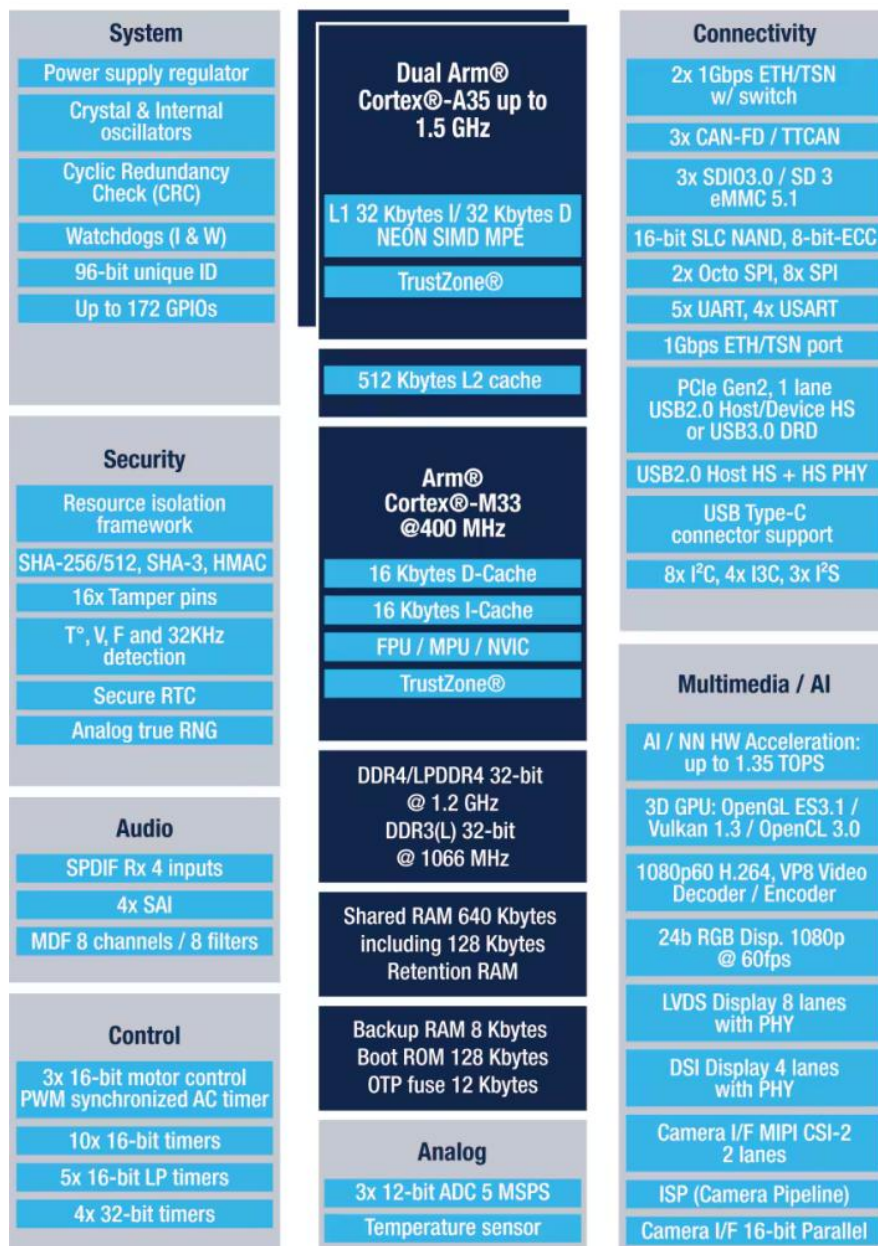 System
Power supply regulator
Crystal & Internal
oscillators
Cyclic Redundancy
Check (CRC)
Watchdogs (I & W)
96-bit unique ID
Up to 172 GPIOs
Security
Resource isolation
framework
SHA-256/512, SHA-3, HMAC
16x Tamper pins
T°, V, F and 32KHz
detection
Secure RTC
Analog true RNG
Audio
SPDIF Rx 4 inputs
4x SAI
MDF 8 channels / 8 filters
Control
3x 16-bit motor control
PWM synchronized AC timer
10x 16-bit timers
5x 16-bit LP timers
4x 32-bit timers
Dual Arm®
Cortex®-A35 up to
1.5 GHz
L1 32 Kbytes I/ 32 Kbytes D
NEON SIMD MPE
TrustZone®
512 Kbytes L2 cache
Arm®
Cortex®-M33
@400 MHz
16 Kbytes D-Cache
16 Kbytes I-Cache
FPU / MPU / NVIC
TrustZone®
DDR4/LPDDR4 32-bit
@ 1.2 GHz
DDR3(L) 32-bit
@ 1066 MHz
Shared RAM 640 Kbytes
including 128 Kbytes
Retention RAM
Backup RAM 8 Kbytes
Boot ROM 128 Kbytes
OTP fuse 12 Kbytes
Analog
3x 12-bit ADC 5 MSPS
Temperature sensor
Connectivity
2x 1Gbps ETH/TSN
w/ switch
3x CAN-FD / TTCAN
3x SDIO3.0 / SD 3
eMMC 5.1
16-bit SLC NAND, 8-bit-ECC
2x Octo SPI, 8x SPI
5x UART, 4x USART
1Gbps ETH/TSN port
PCIe Gen2, 1 lane
USB2.0 Host/Device HS
or USB3.0 DRD
USB2.0 Host HS + HS PHY
USB Type-C
connector support
8x I²C, 4x I3C, 3x I²S
Multimedia / AI
AI / NN HW Acceleration:
up to 1.35 TOPS
3D GPU: OpenGL ES3.1 /
Vulkan 1.3 / OpenCL 3.0
1080p60 H.264, VP8 Video
Decoder / Encoder
24b RGB Disp. 1080p
@ 60fps
LVDS Display 8 lanes
with PHY
DSI Display 4 lanes
with PHY
Camera I/F MIPI CSI-2
2 lanes
ISP (Camera Pipeline)
Camera I/F 16-bit Parallel